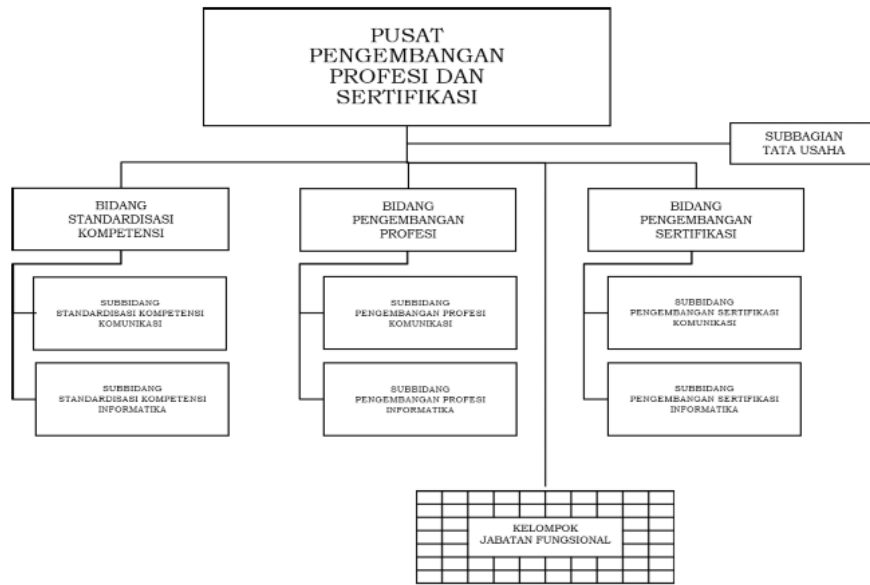 PUSAT
PENGEMBANGAN
PROFESI DAN
SERTIFIKASI
SUBBAGIAN
TATA USAHA
BIDANG
STANDARDISASI
KOMPETENSI
BIDANG
PENGEMBANGAN
PROFESI
BIDANG
PENGEMBANGAN
SERTIFIKASI
SUBBIDANG
STANDARDISASI KOMPETENSI
KOMUNIKASI
SUBBIDANG
PENGEMBANGAN PROFESI
KOMUNIKASI
SUBBIDANG
PENGEMBANGAN SERTIFIKASI
KOMUNIKASI
SUBBIDANG
STANDARDISASI KOMPETENSI
INFORMATIKA
SUBBIDANG
PENGEMBANGAN PROFESI
INFORMATIKA
SUBBIDANG
PENGEMBANGAN SERTIFIKASI
INFORMATIKA
KELOMPOK
JABATAN FUNGSIONAL